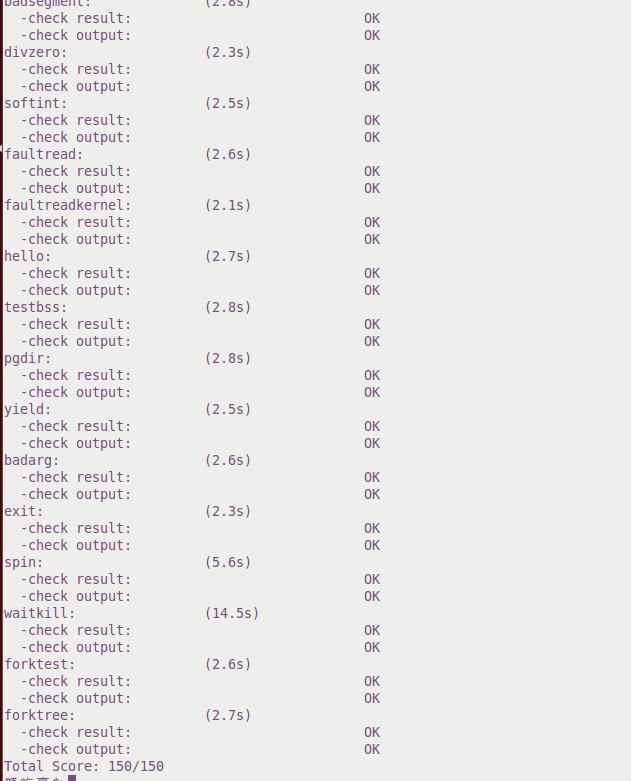 badsegment: (2.8s)
-check result: OK
-check output: OK
divzero: (2.3s)
-check result: OK
-check output: OK
softint: (2.5s)
-check result: OK
-check output: OK
faultread: (2.6s)
-check result: OK
-check output: OK
faultreadkernel: (2.1s)
-check result: OK
-check output: OK
hello: (2.7s)
-check result: OK
-check output: OK
testbss: (2.8s)
-check result: OK
-check output: OK
pgdir: (2.8s)
-check result: OK
-check output: OK
yield: (2.5s)
-check result: OK
-check output: OK
badarg: (2.6s)
-check result: OK
-check output: OK
exit: (2.3s)
-check result: OK
-check output: OK
spin: (5.6s)
-check result: OK
-check output: OK
waitkill: (14.5s)
-check result: OK
-check output: OK
forktest: (2.6s)
-check result: OK
-check output: OK
forktree: (2.7s)
-check result: OK
-check output: OK
Total Score: 150/150